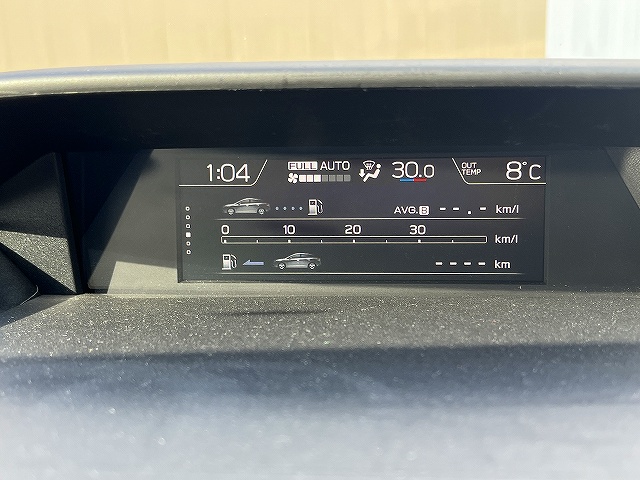 1:04 FULL AUTO 30.0 OUT TEMP 8°C
AVG. B --.- km/l
0 10 20 30 km/l
---- km